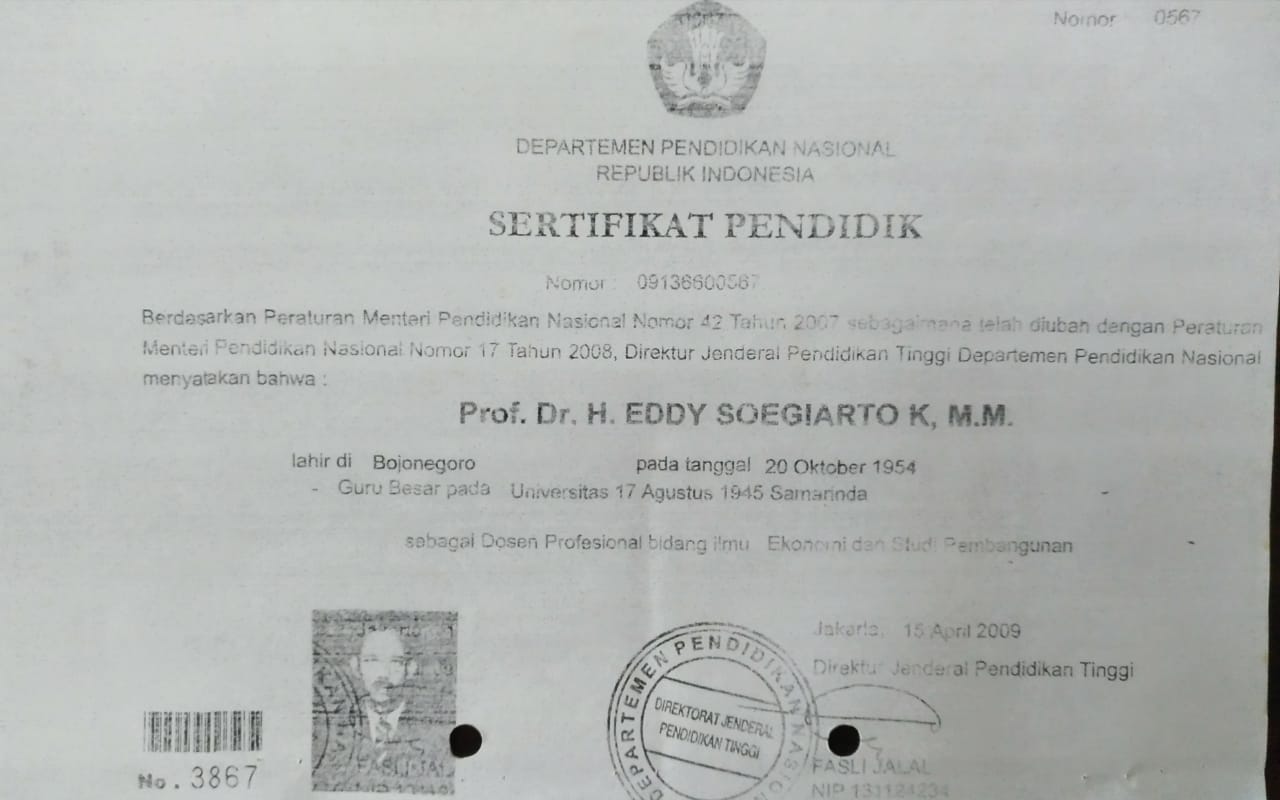 Nomor 0567
DEPARTEMEN PENDIDIKAN NASIONAL
REPUBLIK INDONESIA
SERTIFIKAT PENDIDIK
Nomor : 09136600567
Berdasarkan Peraturan Menteri Pendidikan Nasional Nomor 42 Tahun 2007 sebagaimana telah diubah dengan Peraturan
Menteri Pendidikan Nasional Nomor 17 Tahun 2008, Direktur Jenderal Pendidikan Tinggi Departemen Pendidikan Nasional
menyatakan bahwa :
Prof. Dr. H. EDDY SOEGIARTO K, M.M.
lahir di Bojonegoro pada tanggal 20 Oktober 1954
- Guru Besar pada Universitas 17 Agustus 1945 Samarinda
sebagai Dosen Profesional bidang ilmu Ekonomi dan Studi Pembangunan
Jakarta, 15 April 2009
Direktur Jenderal Pendidikan Tinggi
DEPARTEMEN PENDIDIKAN NASION
DIREKTORAT JENDERAL
PENDIDIKAN TINGGI
FASLI JALAL
NIP 131124234
No. 3867